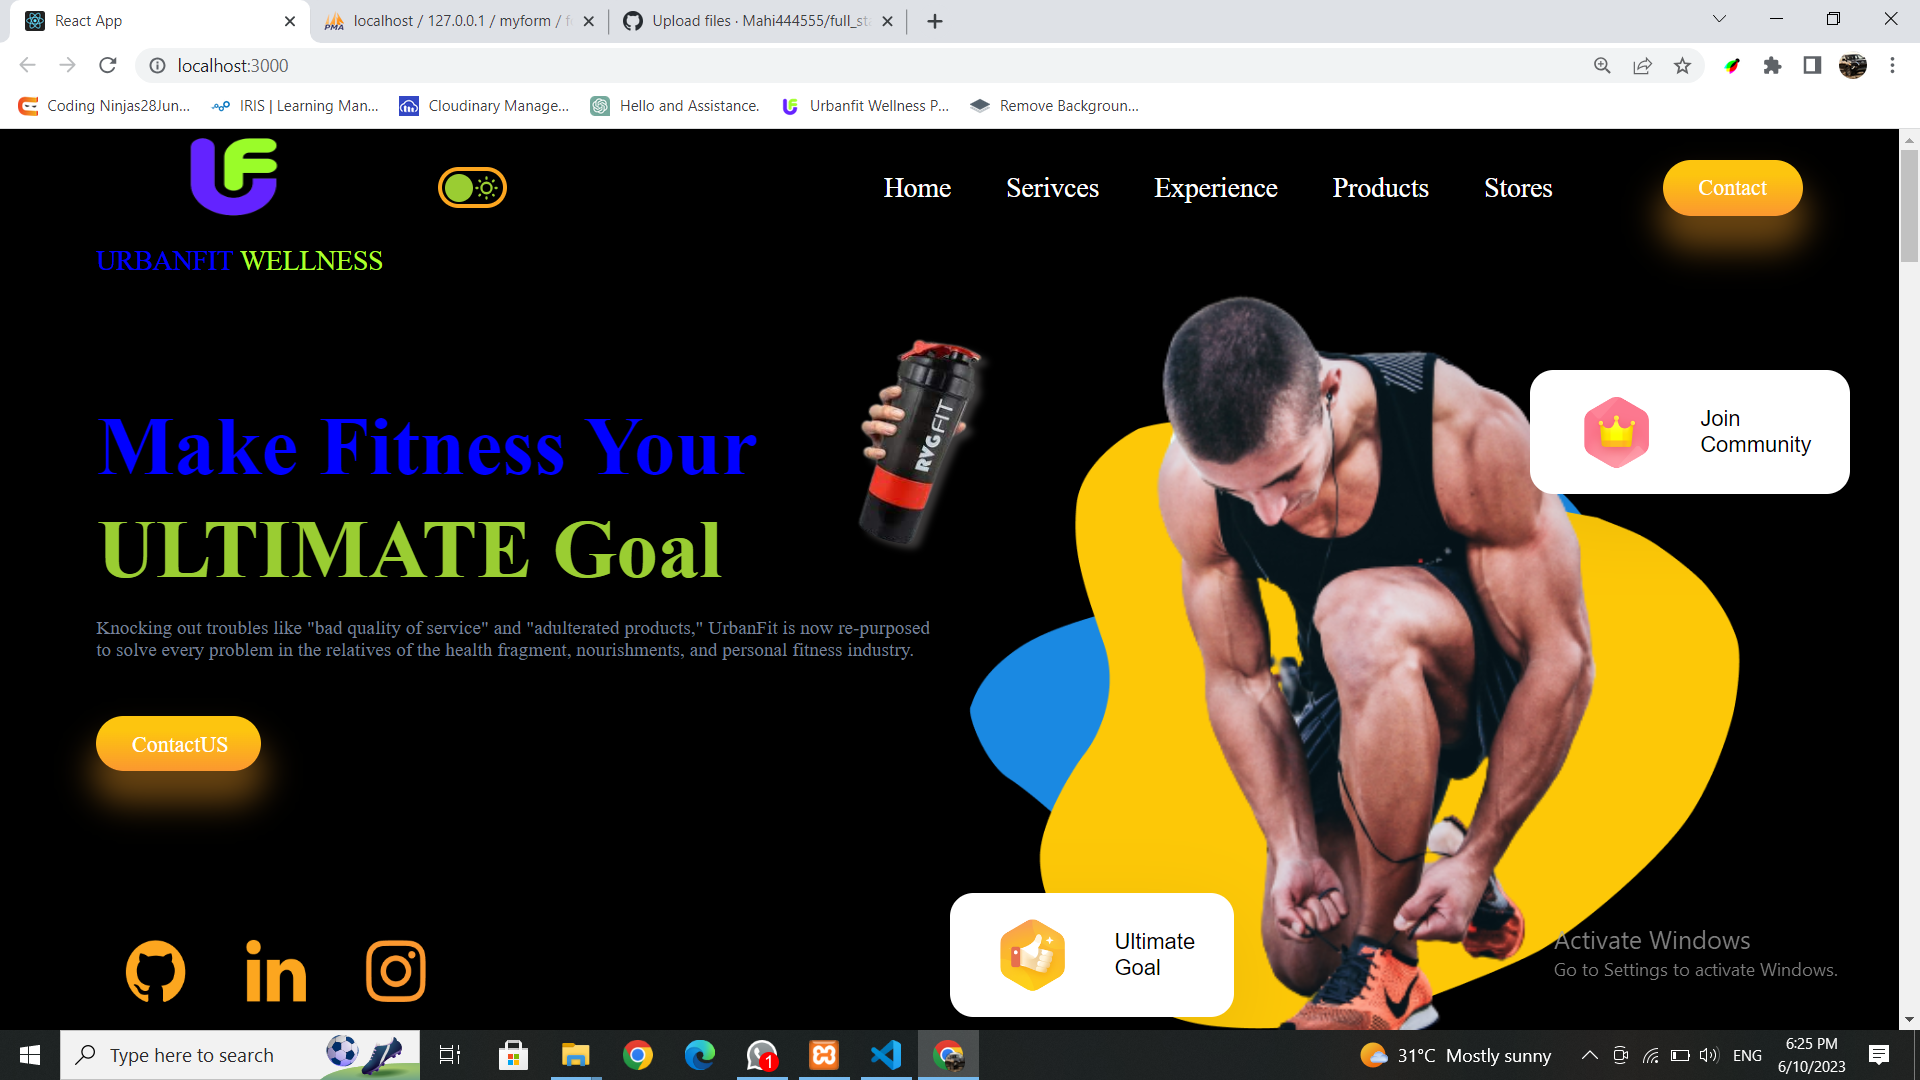 React App
localhost / 127.0.0.1 / myform / f
Upload files · Mahi444555/full_sta
localhost:3000
Coding Ninjas28Jun...
IRIS | Learning Man...
Cloudinary Manage...
Hello and Assistance.
Urbanfit Wellness P...
Remove Backgroun...
UF
Home
Serivces
Experience
Products
Stores
Contact
URBANFIT WELLNESS
RVGFIT
Join
Community
Make Fitness Your
ULTIMATE Goal
Knocking out troubles like "bad quality of service" and "adulterated products," UrbanFit is now re-purposed
to solve every problem in the relatives of the health fragment, nourishments, and personal fitness industry.
ContactUS
Ultimate
Goal
Activate Windows
Go to Settings to activate Windows.
Type here to search
1
31°C Mostly sunny
ENG
6:25 PM
6/10/2023